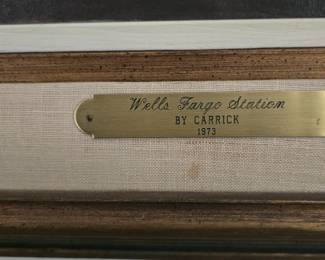 Wells Fargo Station
BY CARRICK
1973